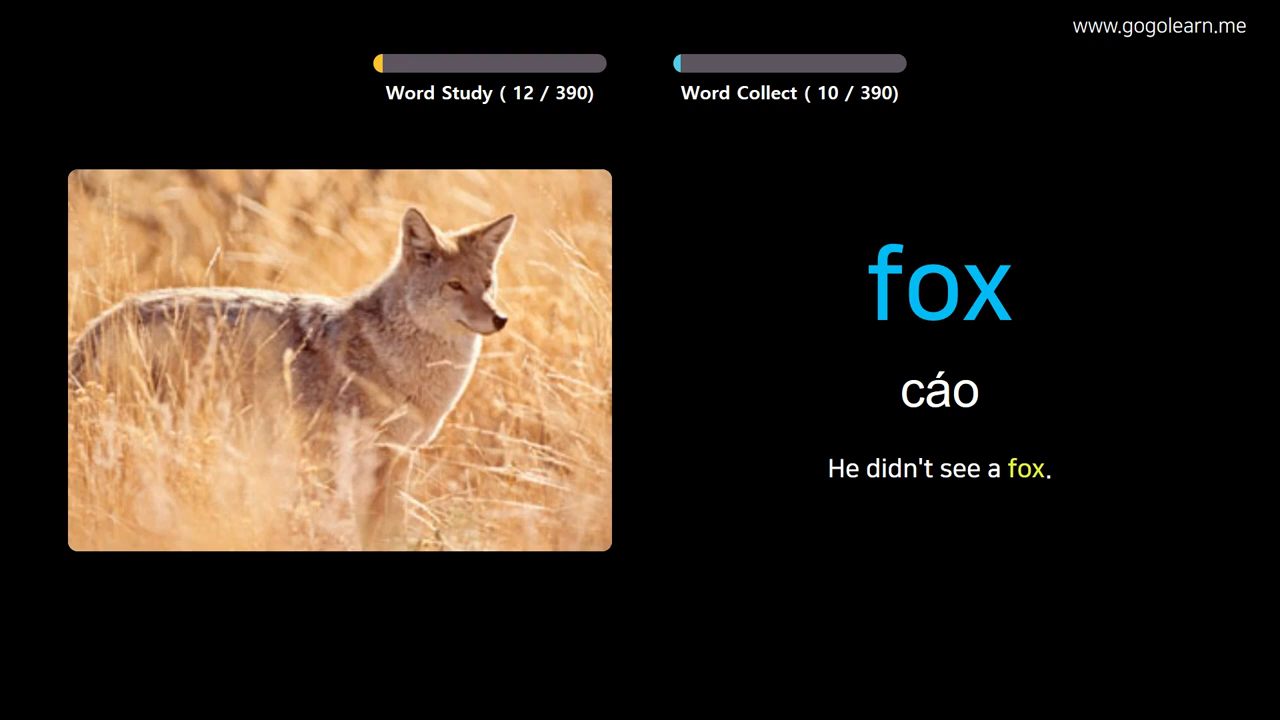 www.gogolearn.me
Word Study ( 12 / 390)
Word Collect ( 10 / 390)
fox
cáo
He didn't see a fox.